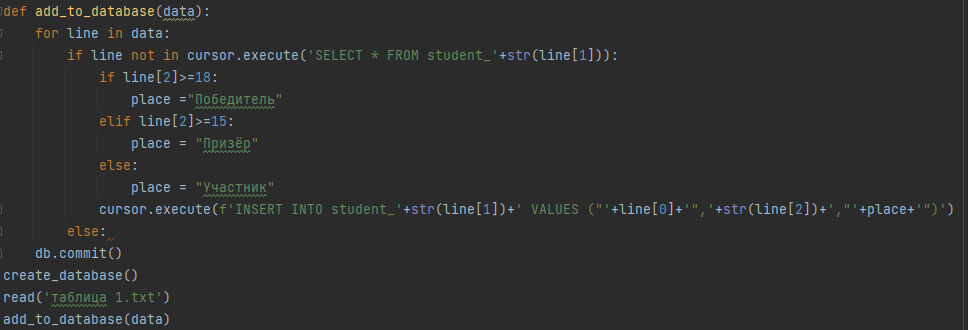 def add_to_database(data):
    for line in data:
        if line not in cursor.execute('SELECT * FROM student_'+str(line[1])):
            if line[2]>=18:
                place ="Победитель"
            elif line[2]>=15:
                place = "Призёр"
            else:
                place = "Участник"
            cursor.execute(f'INSERT INTO student_'+str(line[1])+' VALUES ("'+line[0]+'",'+str(line[2])+',"'+place+'")')
        else:
    db.commit()
create_database()
read('таблица 1.txt')
add_to_database(data)